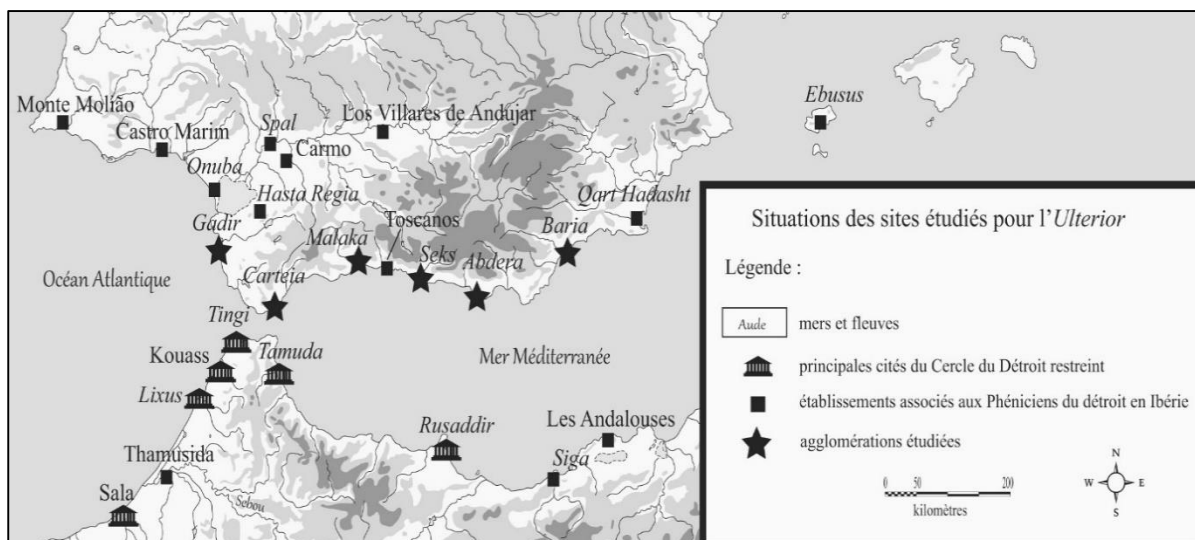 Ebusus
Monte Molião
Los Villares de Andujar
Castro Marim
Spal
Carmo
Onuba
Hasta Regia
Qart Hadasht
Toscanos
Gadir
Malaka
Baria
Seks
Abdera
Carteia
Océan Atlantique
Tingi
Kouass
Tamuda
Mer Méditerranée
Lixus
Rusaddir
Les Andalouses
Thamusida
Siga
Sala
Sebou
Situations des sites étudiés pour l'Ulterior
Légende :
Aude mers et fleuves
principales cités du Cercle du Détroit restreint
établissements associés aux Phéniciens du détroit en Ibérie
agglomérations étudiées
0 50 200
kilomètres
N
W E
S